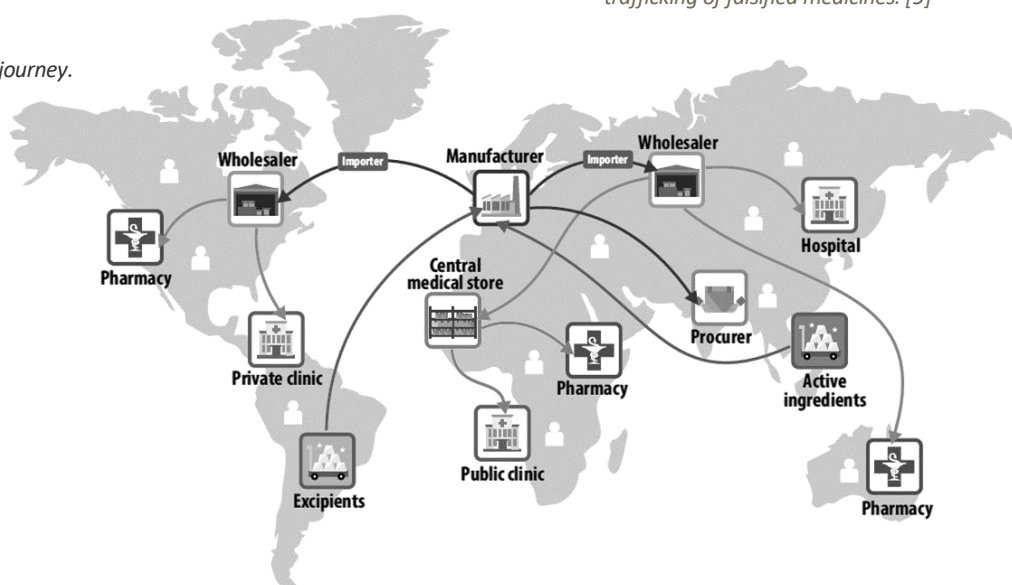 trafficking of falsified medicines. [9]
journey.
Wholesaler
Importer
Manufacturer
Importer
Wholesaler
Pharmacy
Hospital
Central
medical store
Procurer
Private clinic
Pharmacy
Active
ingredients
Public clinic
Excipients
Pharmacy